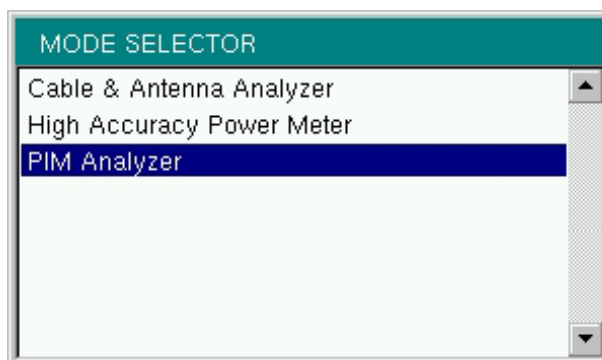 MODE SELECTOR
Cable & Antenna Analyzer
High Accuracy Power Meter
PIM Analyzer